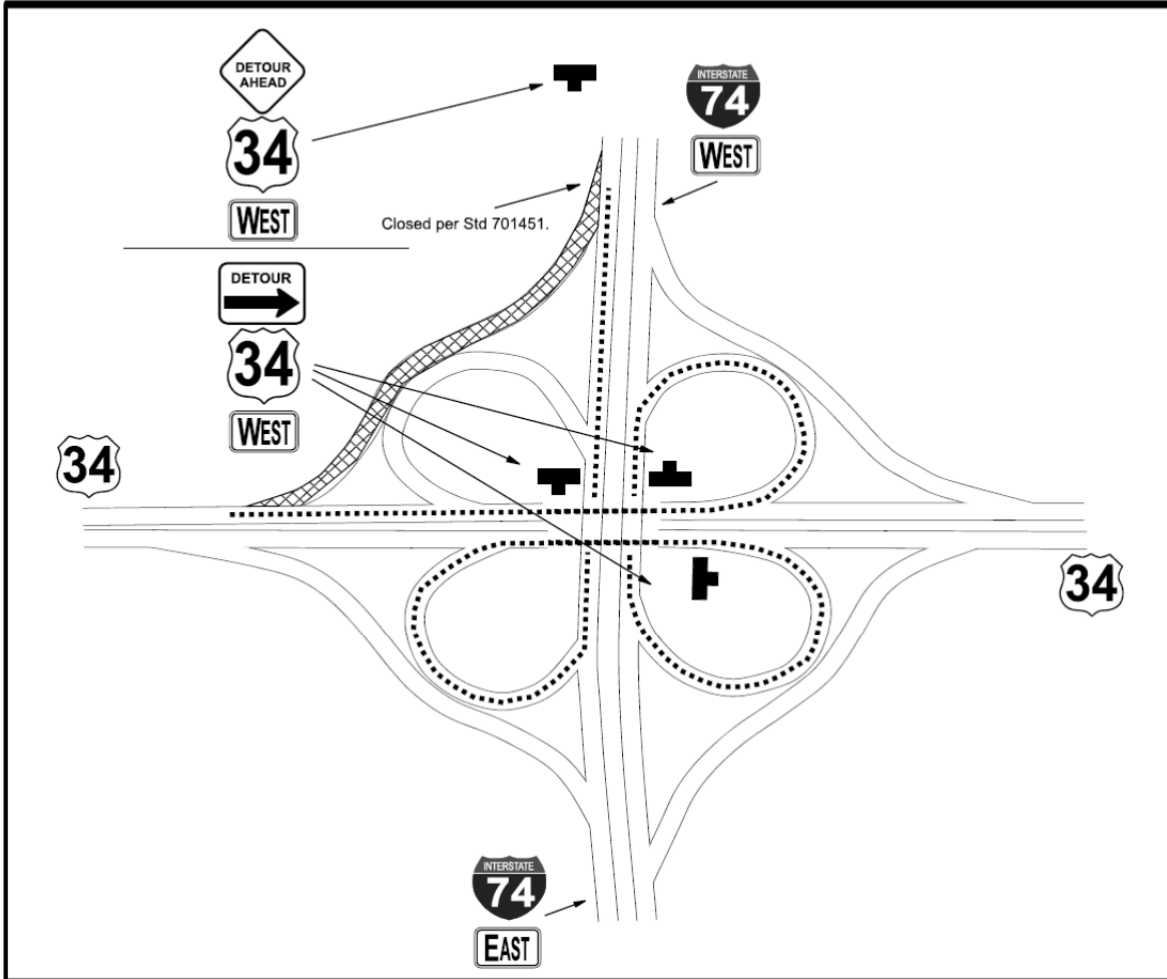 DETOUR
AHEAD
34
WEST
INTERSTATE
74
WEST
Closed per Std 701451.
DETOUR
34
WEST
34
34
INTERSTATE
74
EAST